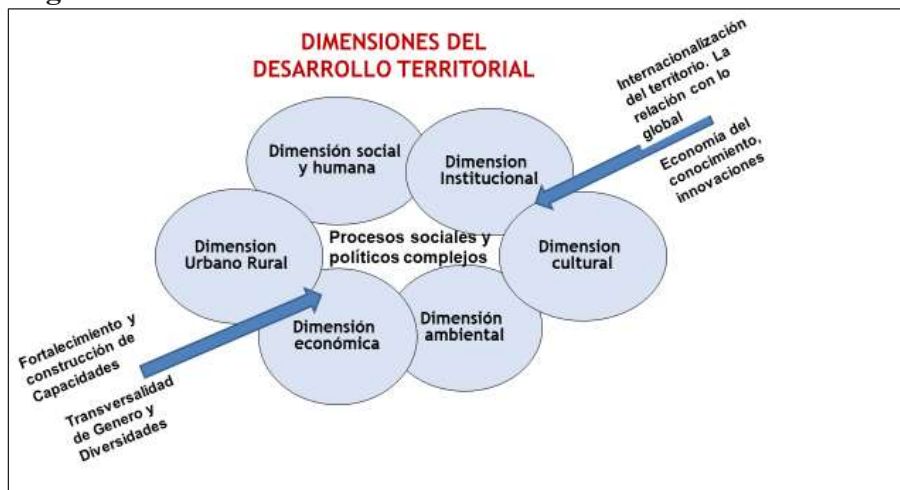 DIMENSIONES DEL
DESARROLLO TERRITORIAL
Internacionalización
del territorio. La
relación con lo
global
Economía del
conocimiento,
innovaciones
Dimensión social
y humana
Dimension
Institucional
Dimension
Urbano Rural
Procesos sociales y
políticos complejos
Dimension
cultural
Dimensión
económica
Dimensión
ambiental
Fortalecimiento y
construcción de
Capacidades
Transversalidad
de Genero y
Diversidades